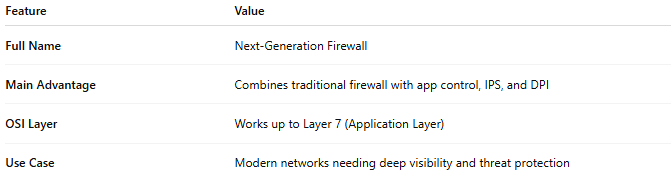 Feature Value
Full Name Next-Generation Firewall
Main Advantage Combines traditional firewall with app control, IPS, and DPI
OSI Layer Works up to Layer 7 (Application Layer)
Use Case Modern networks needing deep visibility and threat protection